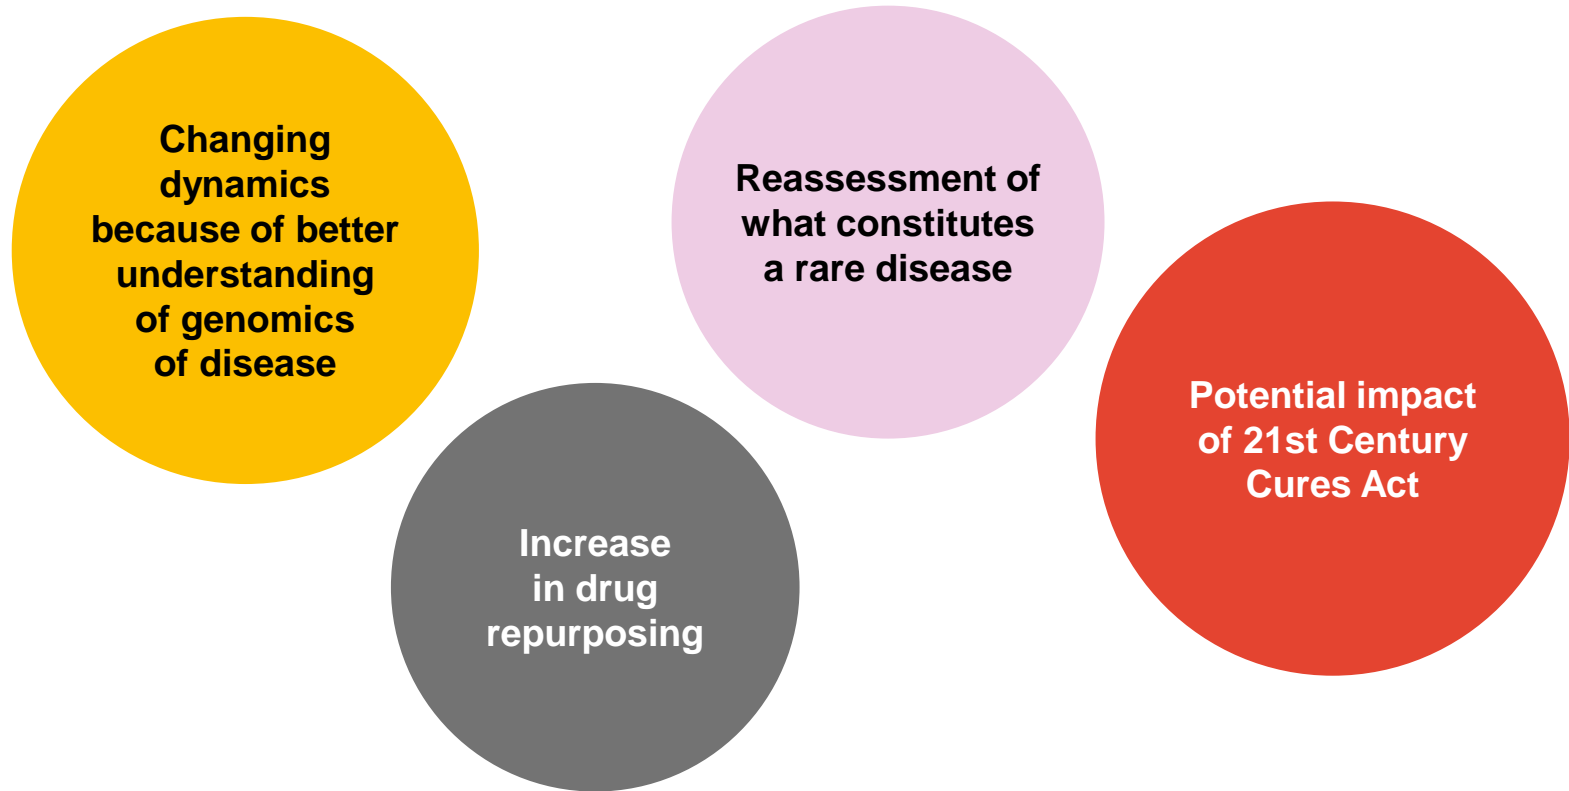 Changing
dynamics
because of better
understanding
of genomics
of disease
Increase
in drug
repurposing
Reassessment of
what constitutes
a rare disease
Potential impact
of 21st Century
Cures Act